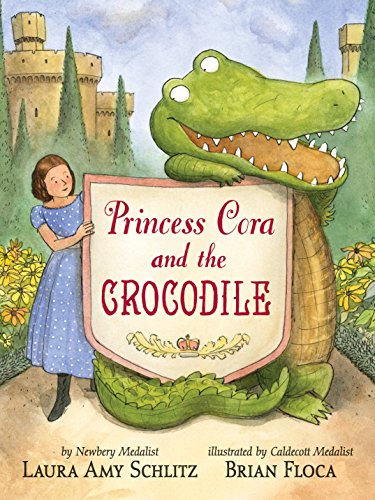 Princess Cora
and the
CROCODILE
by Newbery Medalist
LAURA AMY SCHLITZ
illustrated by Caldecott Medalist
BRIAN FLOCA